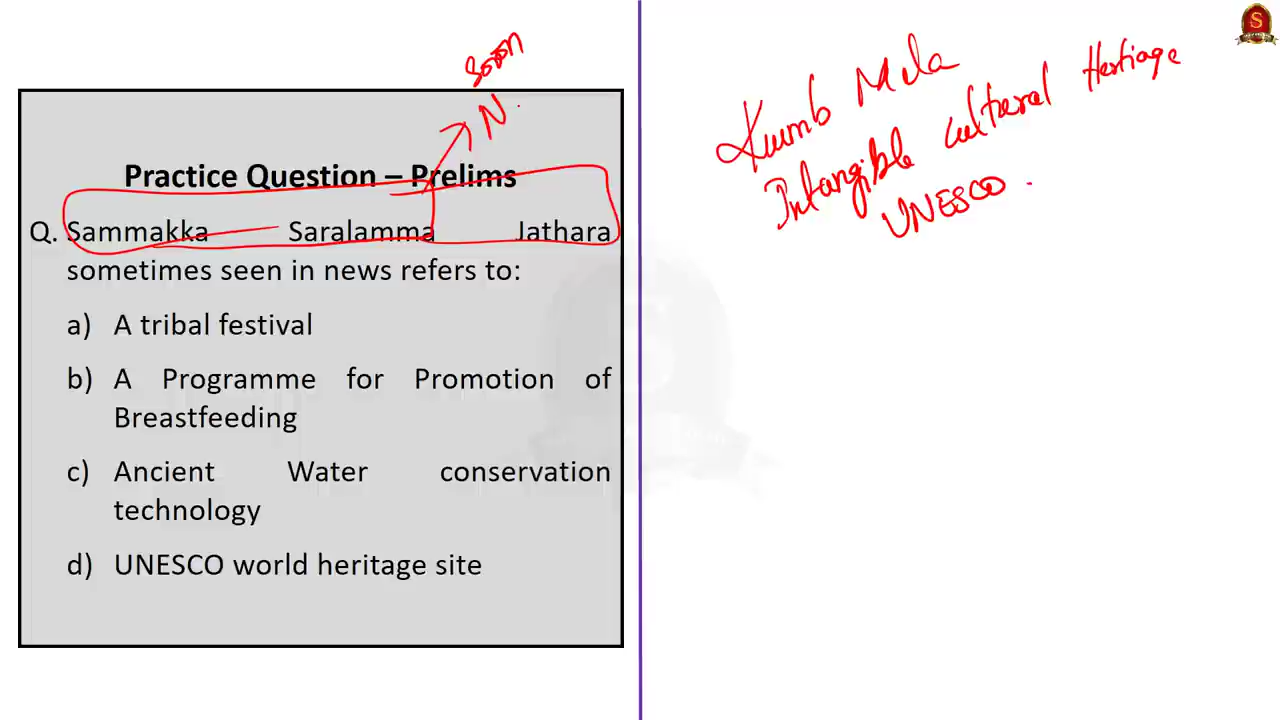 soon
N.
Practice Question – Prelims
Q. Sammakka Saralamma Jathara
sometimes seen in news refers to:
a) A tribal festival
b) A Programme for Promotion of
Breastfeeding
c) Ancient Water conservation
technology
d) UNESCO world heritage site
Kumb Mela
Intangible cultural Heritage
UNESCO.